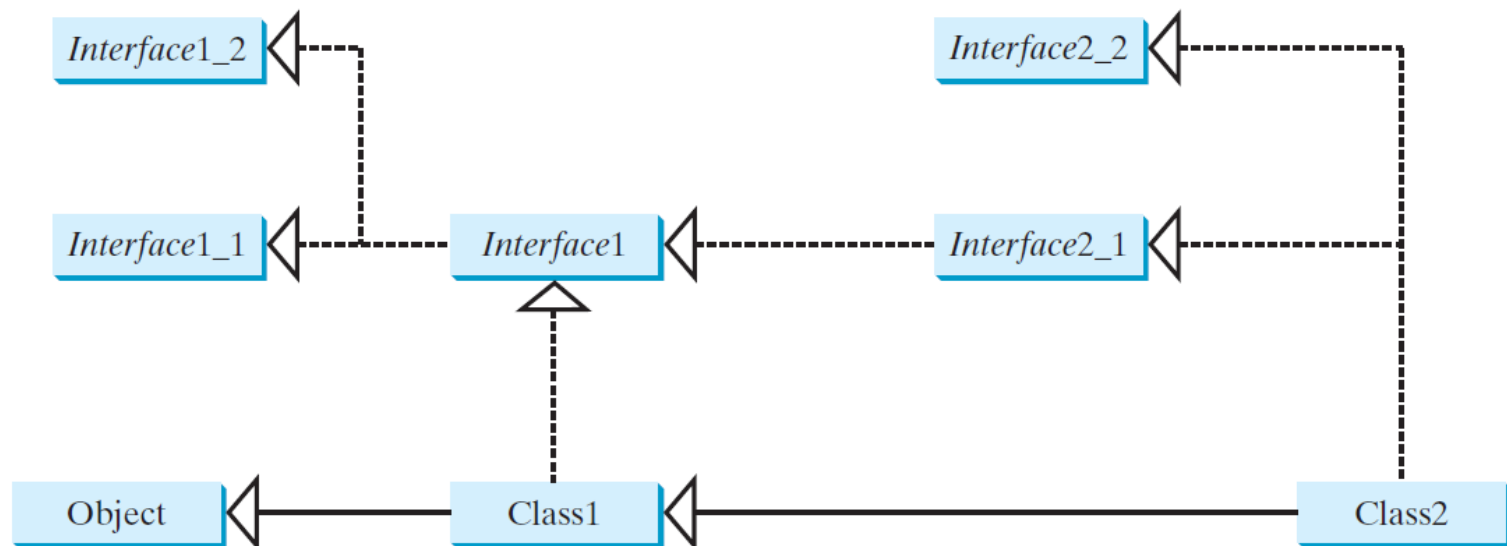 Interface1_2
Interface2_2
Interface1_1
Interface1
Interface2_1
Object
Class1
Class2